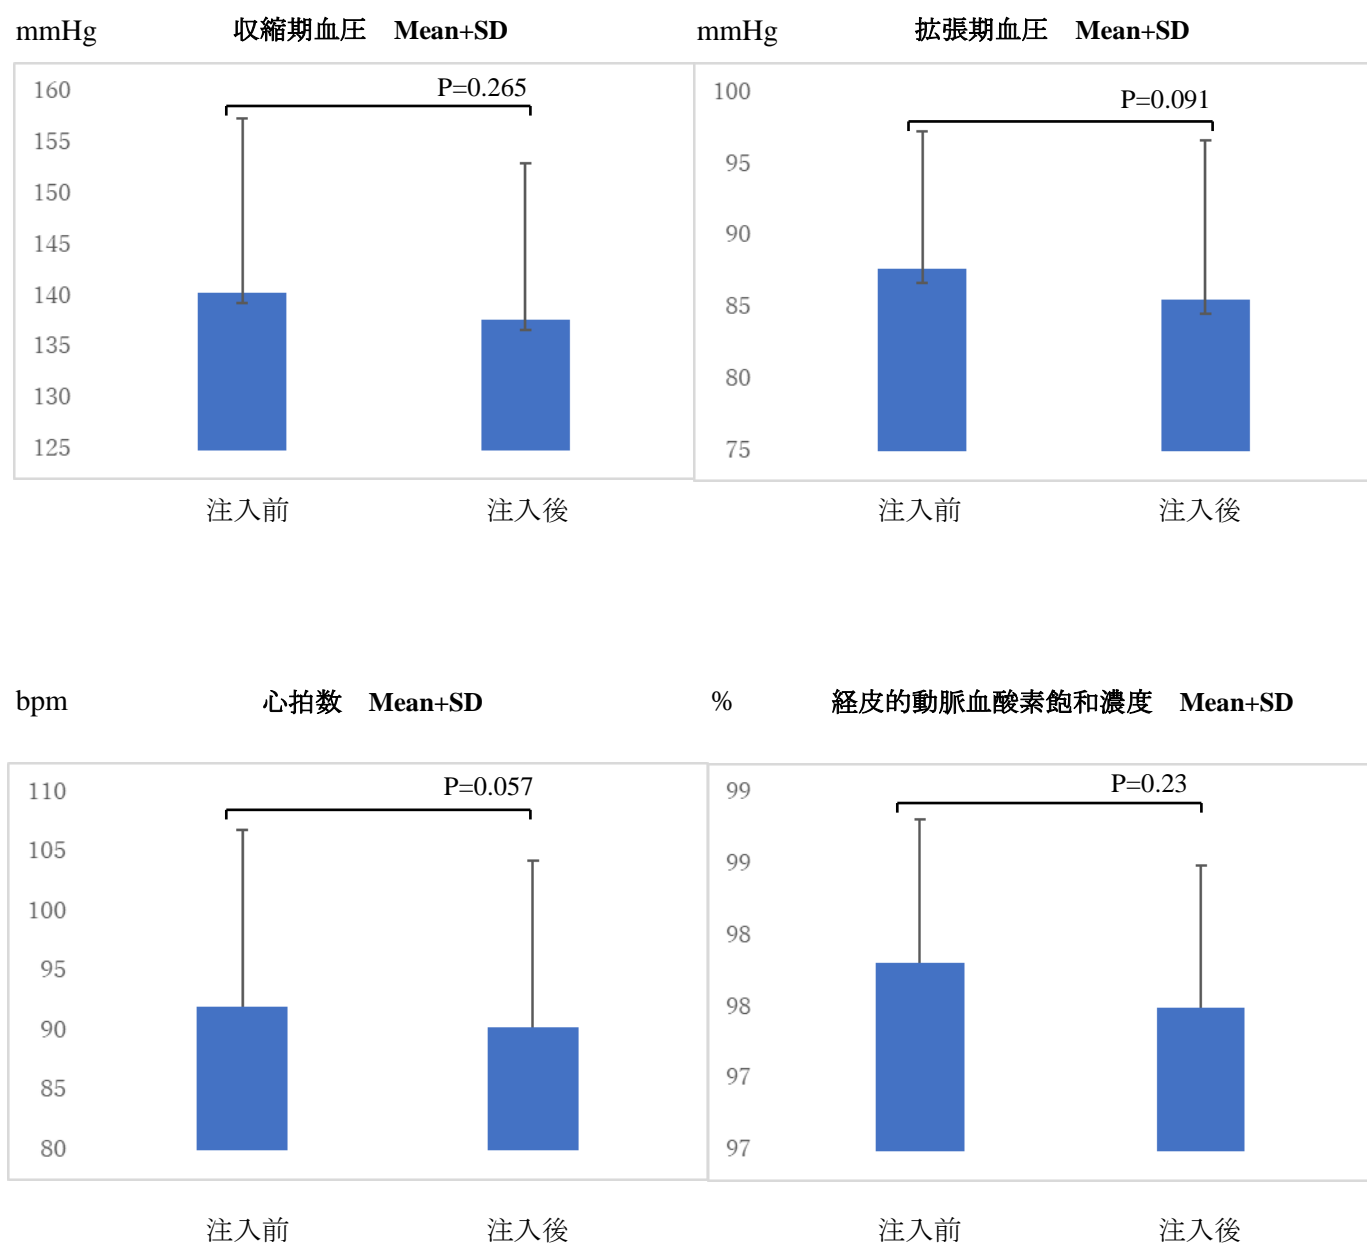 mmHg 収縮期血圧 Mean+SD
P=0.265
160
155
150
145
140
135
130
125
注入前 注入後
mmHg 拡張期血圧 Mean+SD
P=0.091
100
95
90
85
80
75
注入前 注入後
bpm 心拍数 Mean+SD
P=0.057
110
105
100
95
90
85
80
注入前 注入後
% 経皮的動脈血酸素飽和濃度 Mean+SD
P=0.23
99
99
98
98
97
97
注入前 注入後